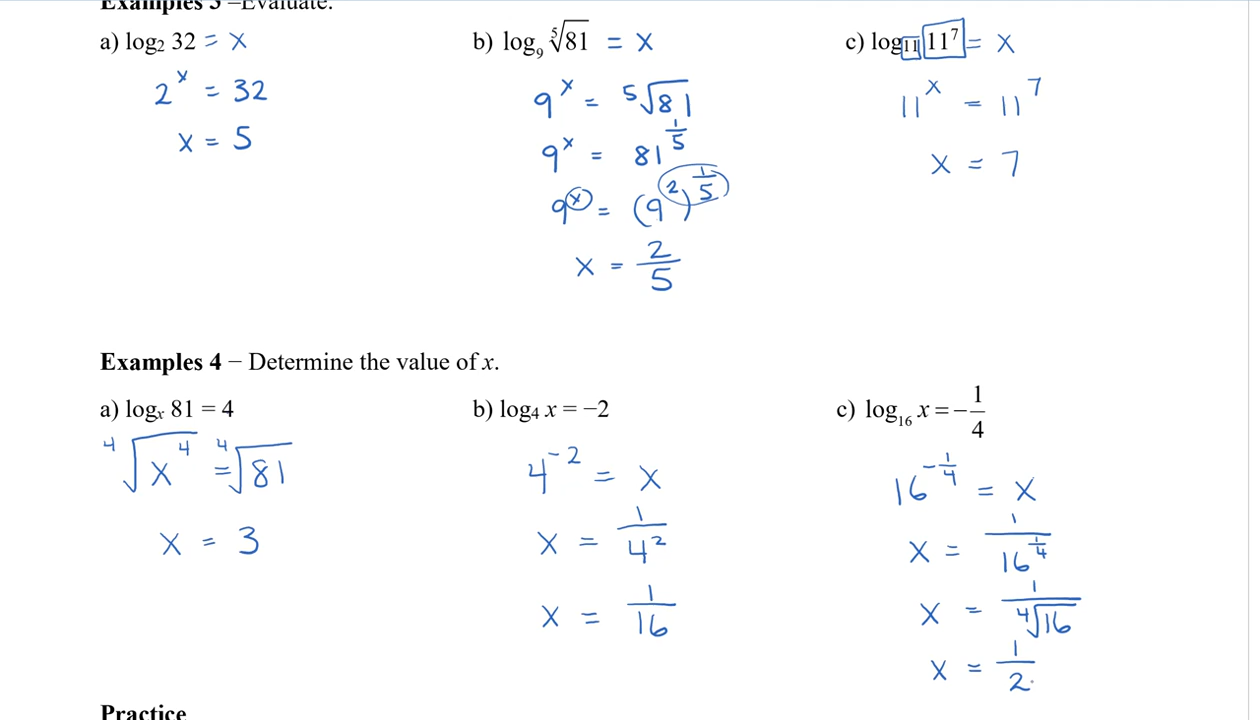 Examples 3 –Evaluate.
a) log₂ 32 = x
2ˣ = 32
x = 5
b) log₉ ⁵√81 = x
9ˣ = ⁵√81
9ˣ = 81^(1/5)
9ˣ = (9²)^(1/5)
x = 2/5
c) log₁₁ 11⁷ = x
11ˣ = 11⁷
x = 7
Examples 4 − Determine the value of x.
a) logₓ 81 = 4
⁴√x⁴ = ⁴√81
x = 3
b) log₄ x = −2
4⁻² = x
x = 1/4²
x = 1/16
c) log₁₆ x = −1/4
16^(−1/4) = x
x = 1/16^(1/4)
x = 1/⁴√16
x = 1/2
Practice